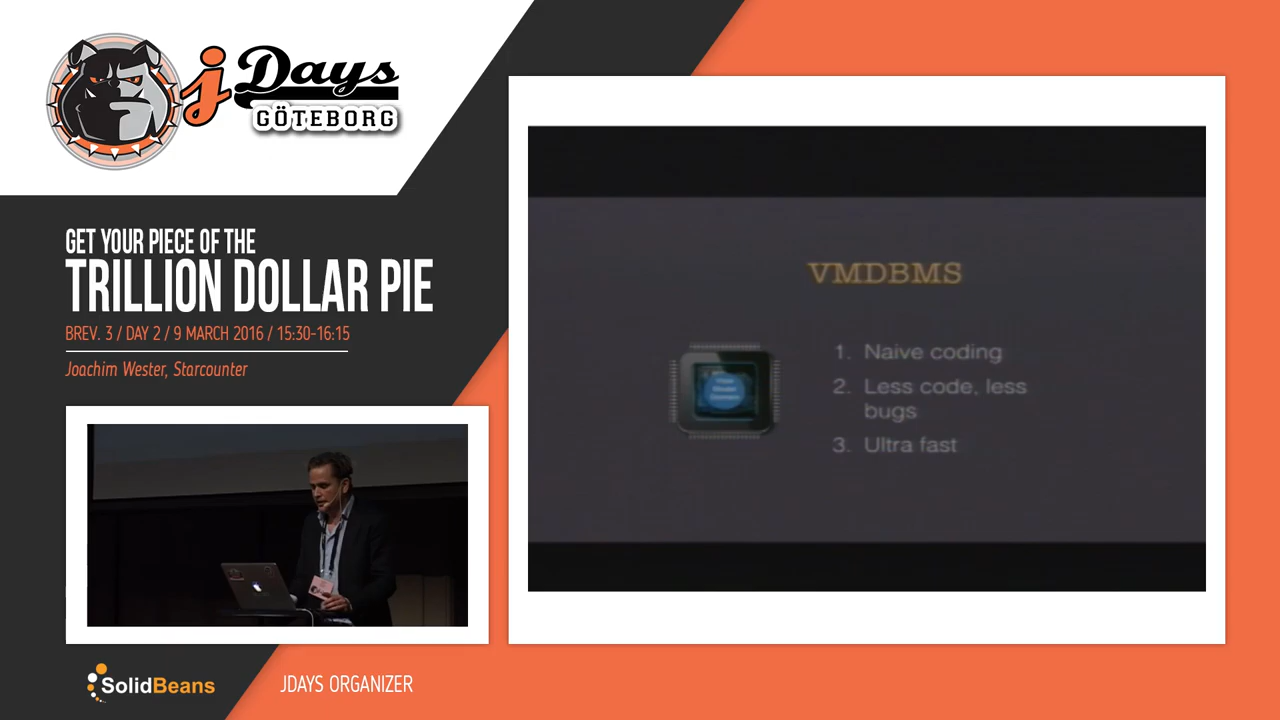 jDays
GÖTEBORG
GET YOUR PIECE OF THE
TRILLION DOLLAR PIE
BREV. 3 / DAY 2 / 9 MARCH 2016 / 15:30-16:15
Joachim Wester, Starcounter
VMDBMS
1. Naive coding
2. Less code, less
bugs
3. Ultra fast
SolidBeans
JDAYS ORGANIZER